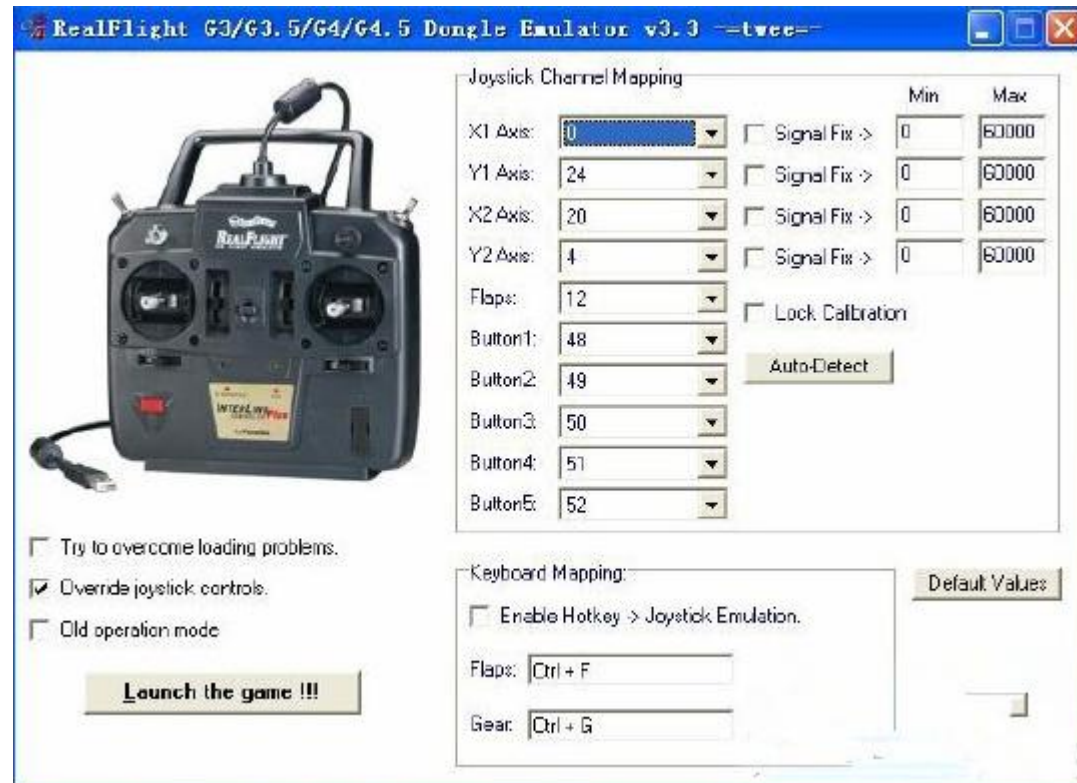 RealFlight G3/G3.5/G4/G4.5 Dongle Emulator v3.3 -=twee=-
Joystick Channel Mapping
Min Max
X1 Axis: 0 Signal Fix -> 0 60000
Y1 Axis: 24 Signal Fix -> 0 60000
X2 Axis: 20 Signal Fix -> 0 60000
Y2 Axis: 4 Signal Fix -> 0 60000
Flaps: 12
Lock Calibration
Button1: 48
Auto-Detect
Button2: 49
Button3: 50
Button4: 51
Button5: 52
REALFLIGHT
INTERLINK Plus
Try to overcome loading problems.
Override joystick controls.
Old operation mode
Launch the game !!!
Keyboard Mapping:
Enable Hotkey -> Joystick Emulation.
Flaps: Ctrl + F
Gear: Ctrl + G
Default Values